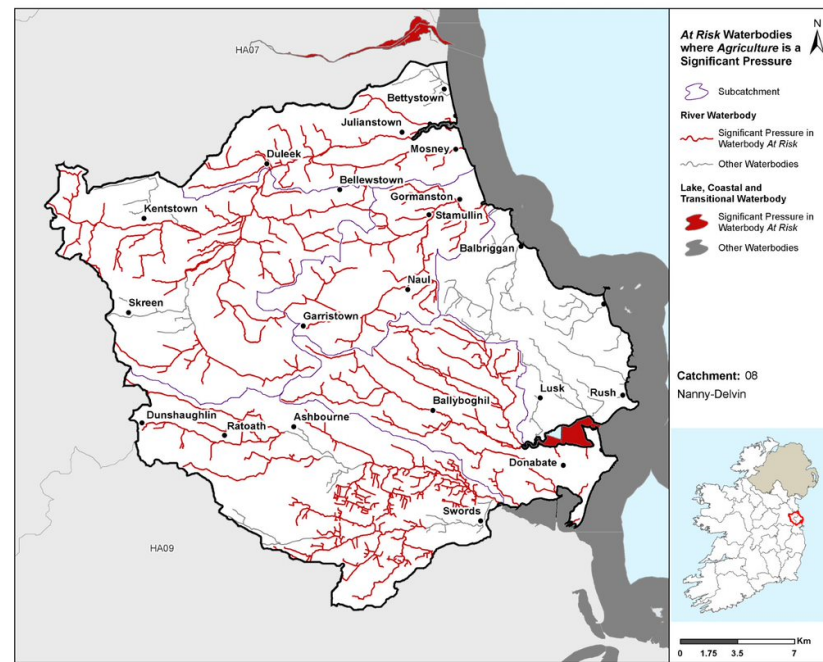 HA07
Bettystown
Julianstown
Mosney
Duleek
Bellewstown
Gormanston
Kentstown
Stamullin
Balbriggan
Naul
Skreen
Garristown
Lusk
Rush
Ballyboghil
Dunshaughlin
Ratoath
Ashbourne
Donabate
Swords
HA09
At Risk Waterbodies
where Agriculture is a
Significant Pressure
N
Subcatchment
River Waterbody
Significant Pressure in
Waterbody At Risk
Other Waterbodies
Lake, Coastal and
Transitional Waterbody
Significant Pressure in
Waterbody At Risk
Other Waterbodies
Catchment: 08
Nanny-Delvin
Km
0 1.75 3.5 7